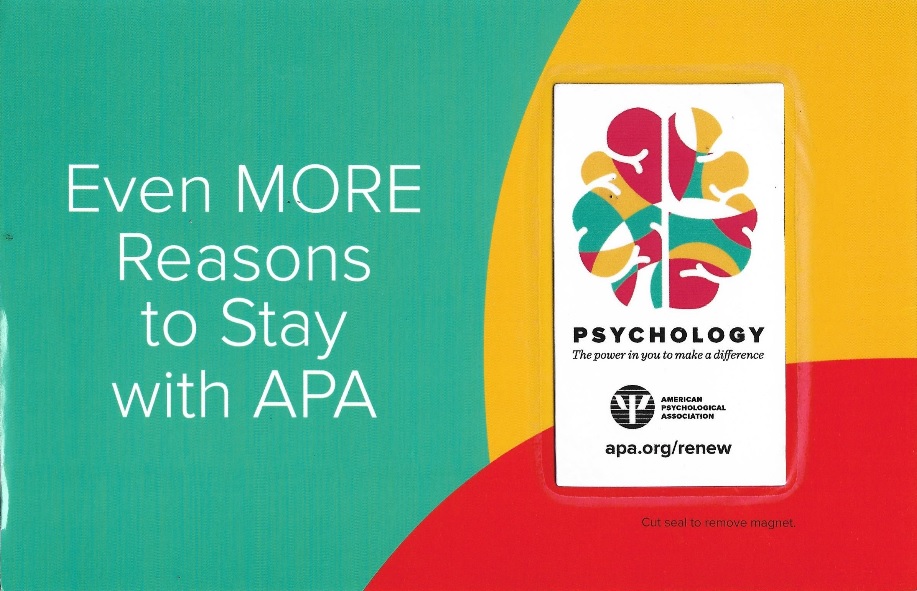 Even MORE
Reasons
to Stay
with APA
PSYCHOLOGY
The power in you to make a difference
AMERICAN
PSYCHOLOGICAL
ASSOCIATION
apa.org/renew
Cut seal to remove magnet.